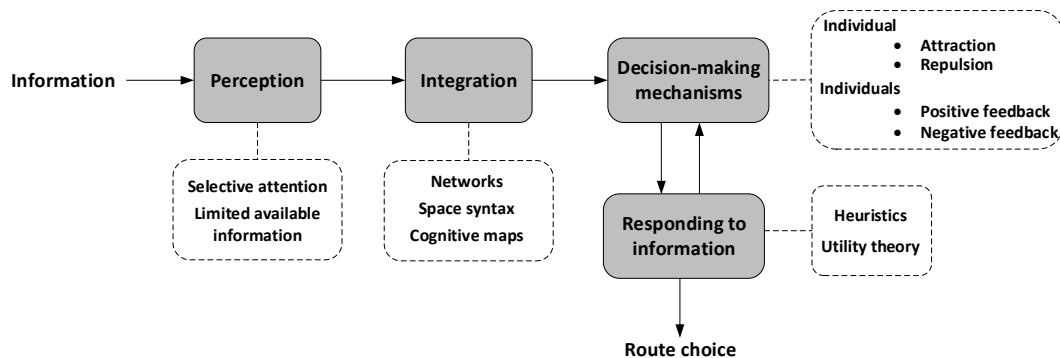 Information
Perception
Integration
Decision-making
mechanisms
Individual
• Attraction
• Repulsion
Individuals
• Positive feedback
• Negative feedback
Selective attention
Limited available
information
Networks
Space syntax
Cognitive maps
Responding to
information
Heuristics
Utility theory
Route choice